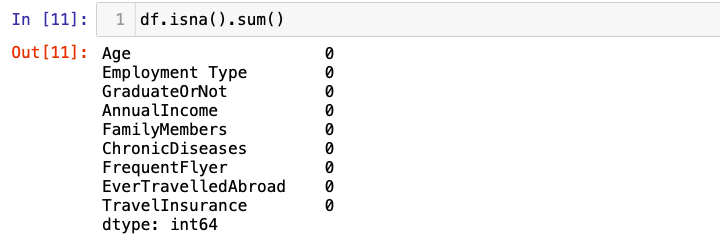 In [11]: 1 df.isna().sum()
Out[11]: Age 0
Employment Type 0
GraduateOrNot 0
AnnualIncome 0
FamilyMembers 0
ChronicDiseases 0
FrequentFlyer 0
EverTravelledAbroad 0
TravelInsurance 0
dtype: int64